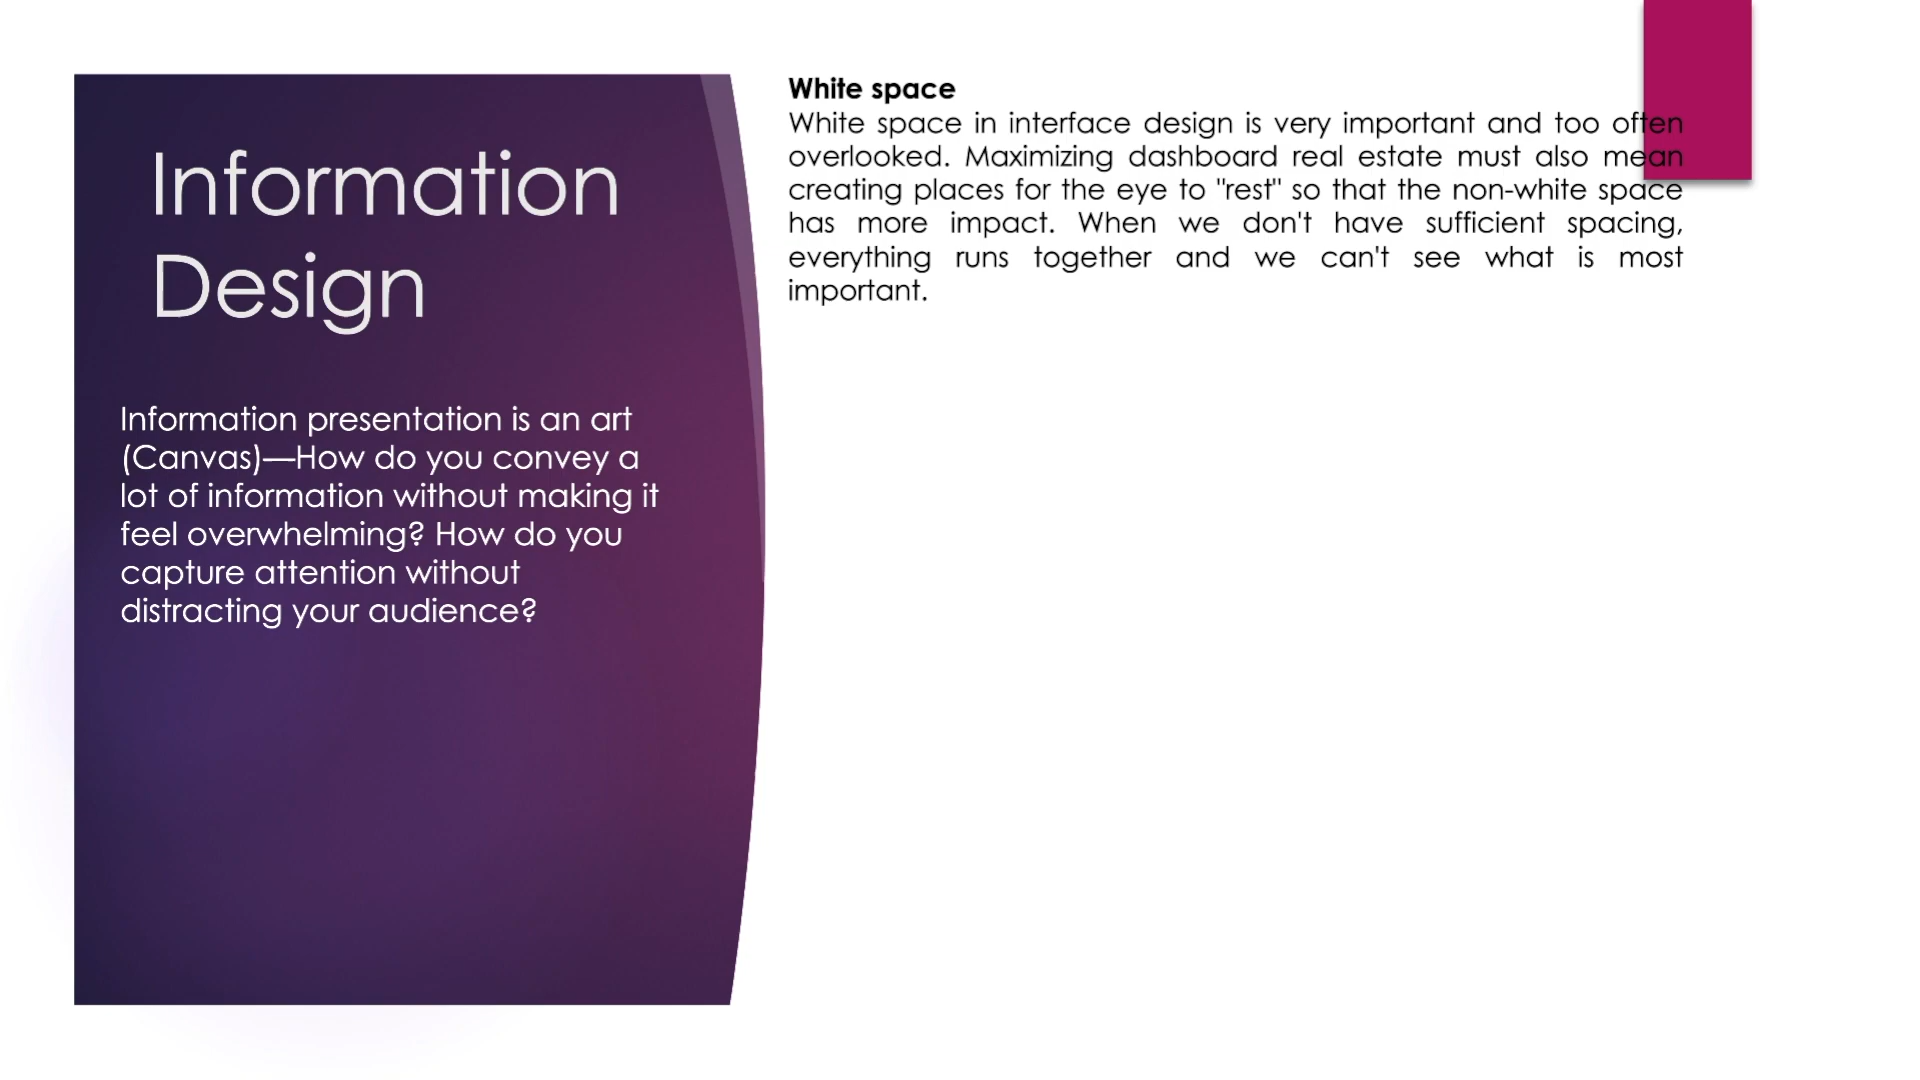 Information
Design
Information presentation is an art
(Canvas)—How do you convey a
lot of information without making it
feel overwhelming? How do you
capture attention without
distracting your audience?
White space
White space in interface design is very important and too often
overlooked. Maximizing dashboard real estate must also mean
creating places for the eye to "rest" so that the non-white space
has more impact. When we don't have sufficient spacing,
everything runs together and we can't see what is most
important.